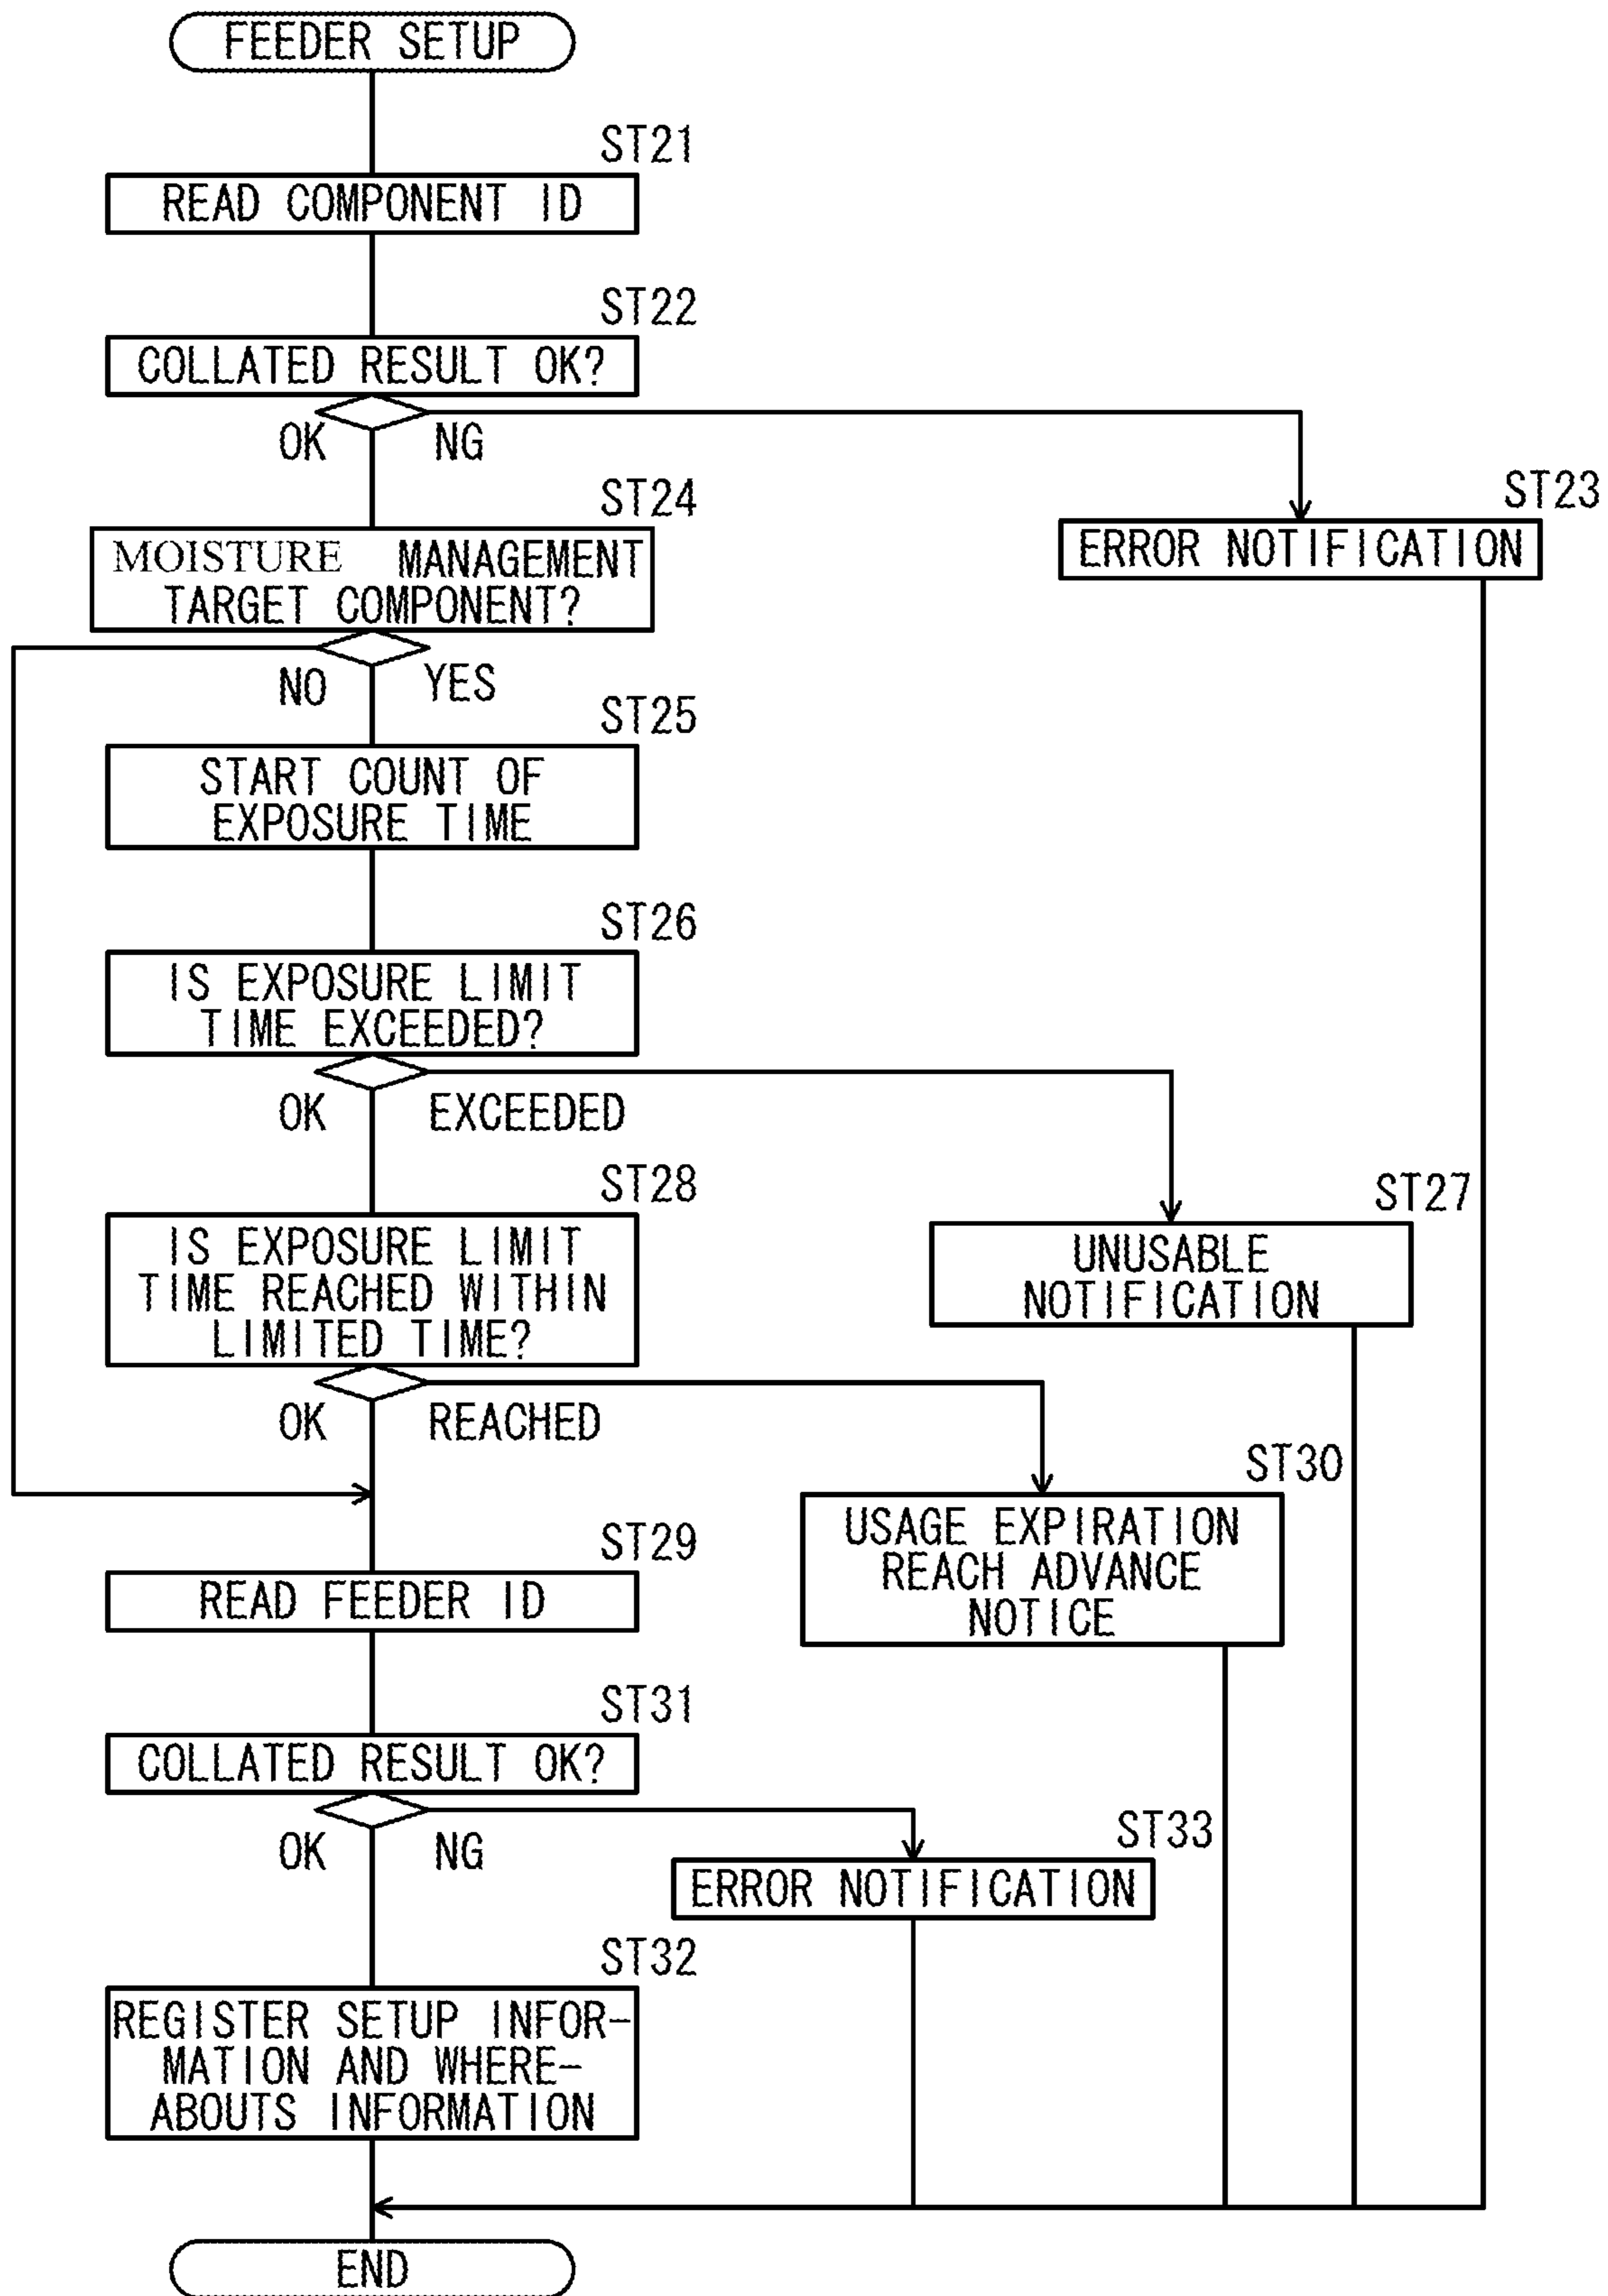 FEEDER SETUP
ST21
READ COMPONENT ID
ST22
COLLATED RESULT OK?
OK
NG
ST23
ERROR NOTIFICATION
ST24
MOISTURE MANAGEMENT
TARGET COMPONENT?
NO
YES
ST25
START COUNT OF
EXPOSURE TIME
ST26
IS EXPOSURE LIMIT
TIME EXCEEDED?
OK
EXCEEDED
ST27
UNUSABLE
NOTIFICATION
ST28
IS EXPOSURE LIMIT
TIME REACHED WITHIN
LIMITED TIME?
OK
REACHED
ST30
USAGE EXPIRATION
REACH ADVANCE
NOTICE
ST29
READ FEEDER ID
ST31
COLLATED RESULT OK?
OK
NG
ST33
ERROR NOTIFICATION
ST32
REGISTER SETUP INFOR-
MATION AND WHERE-
ABOUTS INFORMATION
END